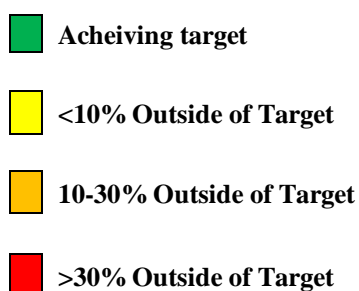 Acheiving target
<10% Outside of Target
10-30% Outside of Target
>30% Outside of Target